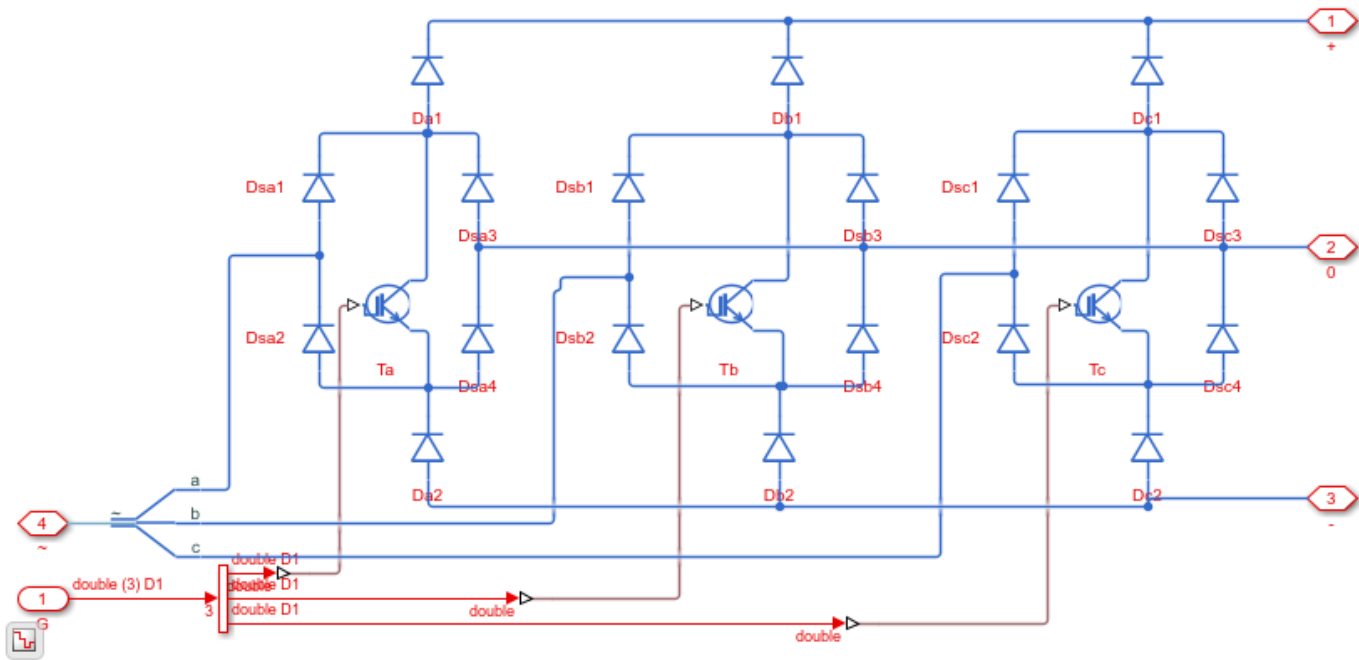 1
+
Da1
Db1
Dc1
Dsa1
Dsb1
Dsc1
Dsa3
Dsb3
Dsc3
2
0
Dsa2
Dsb2
Dsc2
Ta
Tb
Tc
Dsa4
Dsb4
Dsc4
Da2
Db2
Dc2
3
-
a
4
~
~
b
c
double (3) D1
1
G
3
double D1
double
double D1
double
double D1
double